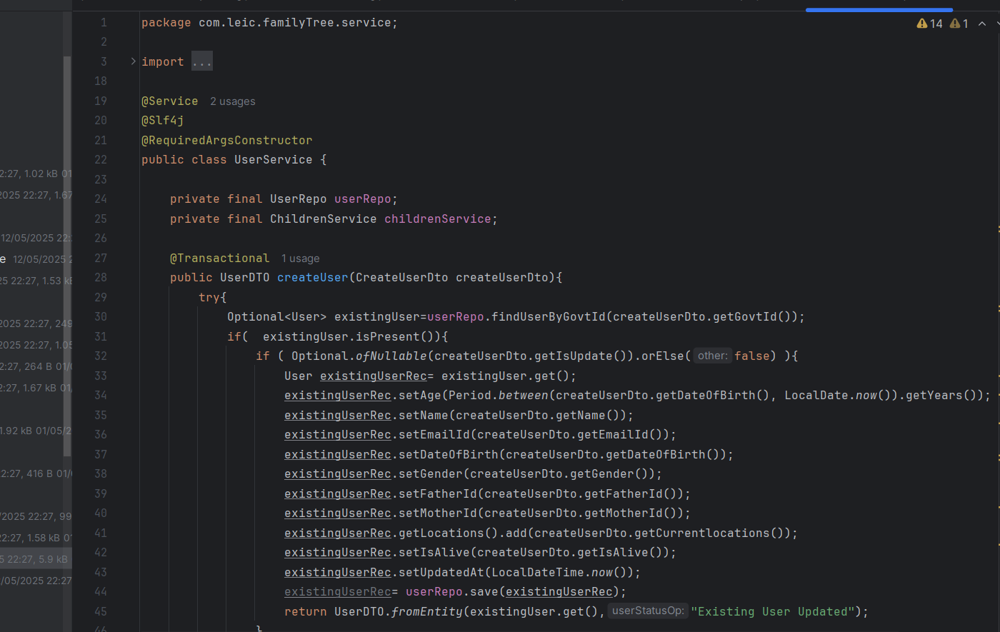 14 1
1 package com.leic.familyTree.service;
2
3 import ...
18
19 @Service 2 usages
20 @Slf4j
21 @RequiredArgsConstructor
22 public class UserService {
23
24 private final UserRepo userRepo;
25 private final ChildrenService childrenService;
26
27 @Transactional 1 usage
28 public UserDTO createUser(CreateUserDto createUserDto){
29 try{
30 Optional<User> existingUser=userRepo.findUserByGovtId(createUserDto.getGovtId());
31 if(  existingUser.isPresent()){
32 if ( Optional.ofNullable(createUserDto.getIsUpdate()).orElse( other: false) ){
33 User existingUserRec= existingUser.get();
34 existingUserRec.setAge(Period.between(createUserDto.getDateOfBirth(), LocalDate.now()).getYears());
35 existingUserRec.setName(createUserDto.getName());
36 existingUserRec.setEmailId(createUserDto.getEmailId());
37 existingUserRec.setDateOfBirth(createUserDto.getDateOfBirth());
38 existingUserRec.setGender(createUserDto.getGender());
39 existingUserRec.setFatherId(createUserDto.getFatherId());
40 existingUserRec.setMotherId(createUserDto.getMotherId());
41 existingUserRec.getLocations().add(createUserDto.getCurrentlocations());
42 existingUserRec.setIsAlive(createUserDto.getIsAlive());
43 existingUserRec.setUpdatedAt(LocalDateTime.now());
44 existingUserRec= userRepo.save(existingUserRec);
45 return UserDTO.fromEntity(existingUser.get(), userStatusOp: "Existing User Updated");
46 }
2:27, 1.02 kB 01
2025 22:27, 1.67
12/05/2025 22:
e 12/05/2025 2
25 22:27, 1.53 kB
2025 22:27, 249
2025 22:27, 1.05
2:27, 264 B 01/0
2:27, 1.67 kB 01/
1.92 kB 01/05/2
22:27, 416 B 01/0
/2025 22:27, 99
22:27, 1.58 kB 01
5 22:27, 5.9 kB
/05/2025 22:27